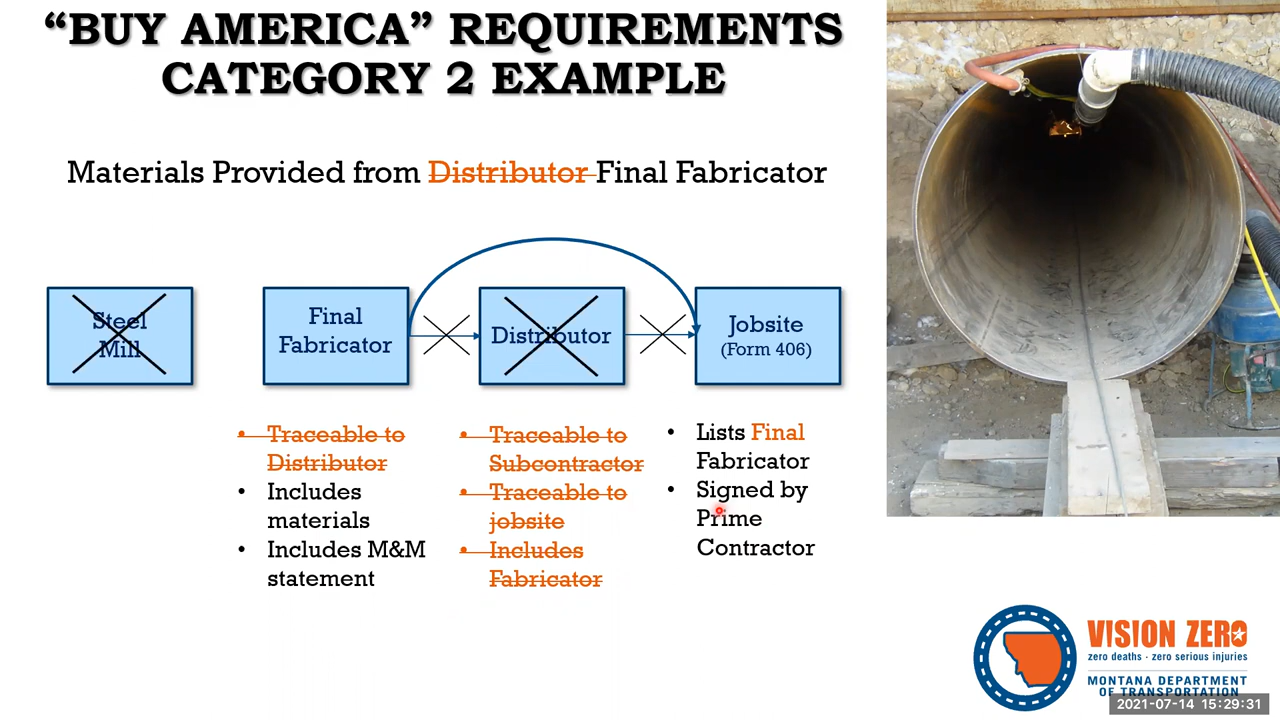 “BUY AMERICA” REQUIREMENTS
CATEGORY 2 EXAMPLE
Materials Provided from Distributor Final Fabricator
Steel
Mill
Final
Fabricator
Distributor
Jobsite
(Form 406)
• Traceable to
Distributor
• Includes
materials
• Includes M&M
statement
• Traceable to
Subcontractor
• Traceable to
jobsite
• Includes
Fabricator
• Lists Final
Fabricator
• Signed by
Prime
Contractor
VISION ZERO
zero deaths · zero serious injuries
MONTANA DEPARTMENT
OF TRANSPORTATION
2021-07-14 15:29:31